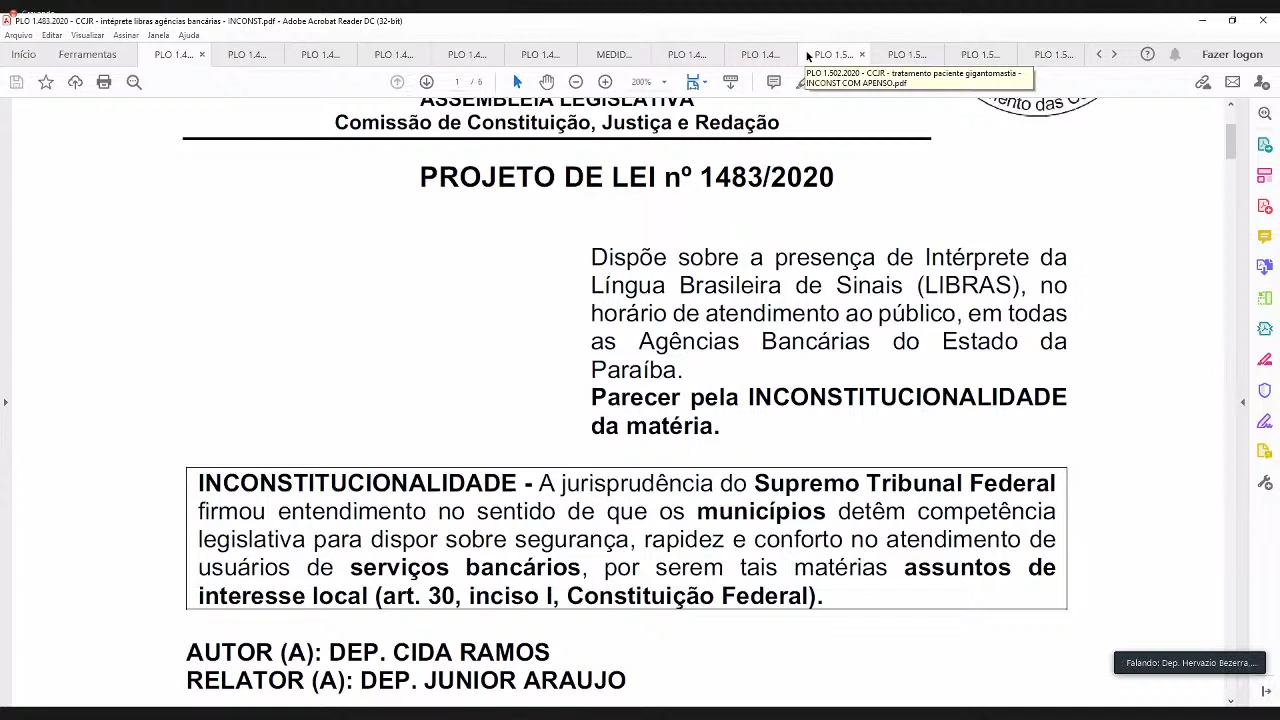 PLO 1.483.2020 - CCJR - intéprete libras agências bancárias - INCONST.pdf - Adobe Acrobat Reader DC (32-bit)
Arquivo Editar Visualizar Assinar Janela Ajuda
Início Ferramentas PLO 1.4... × PLO 1.4... PLO 1.4... PLO 1.4... PLO 1.4... PLO 1.4... MEDID... PLO 1.4... PLO 1.4... PLO 1.5... × PLO 1.5... PLO 1.5... PLO 1.5... Fazer logon
1 / 6 200%
PLO 1.502.2020 - CCJR - tratamento paciente gigantomastia -
INCONST COM APENSO.pdf
ASSEMBLEIA LEGISLATIVA
Comissão de Constituição, Justiça e Redação
PROJETO DE LEI nº 1483/2020
Dispõe sobre a presença de Intérprete da
Língua Brasileira de Sinais (LIBRAS), no
horário de atendimento ao público, em todas
as Agências Bancárias do Estado da
Paraíba.
Parecer pela INCONSTITUCIONALIDADE
da matéria.
INCONSTITUCIONALIDADE - A jurisprudência do Supremo Tribunal Federal
firmou entendimento no sentido de que os municípios detêm competência
legislativa para dispor sobre segurança, rapidez e conforto no atendimento de
usuários de serviços bancários, por serem tais matérias assuntos de
interesse local (art. 30, inciso I, Constituição Federal).
AUTOR (A): DEP. CIDA RAMOS
RELATOR (A): DEP. JUNIOR ARAUJO
Falando: Dep. Hervazio Bezerra,...